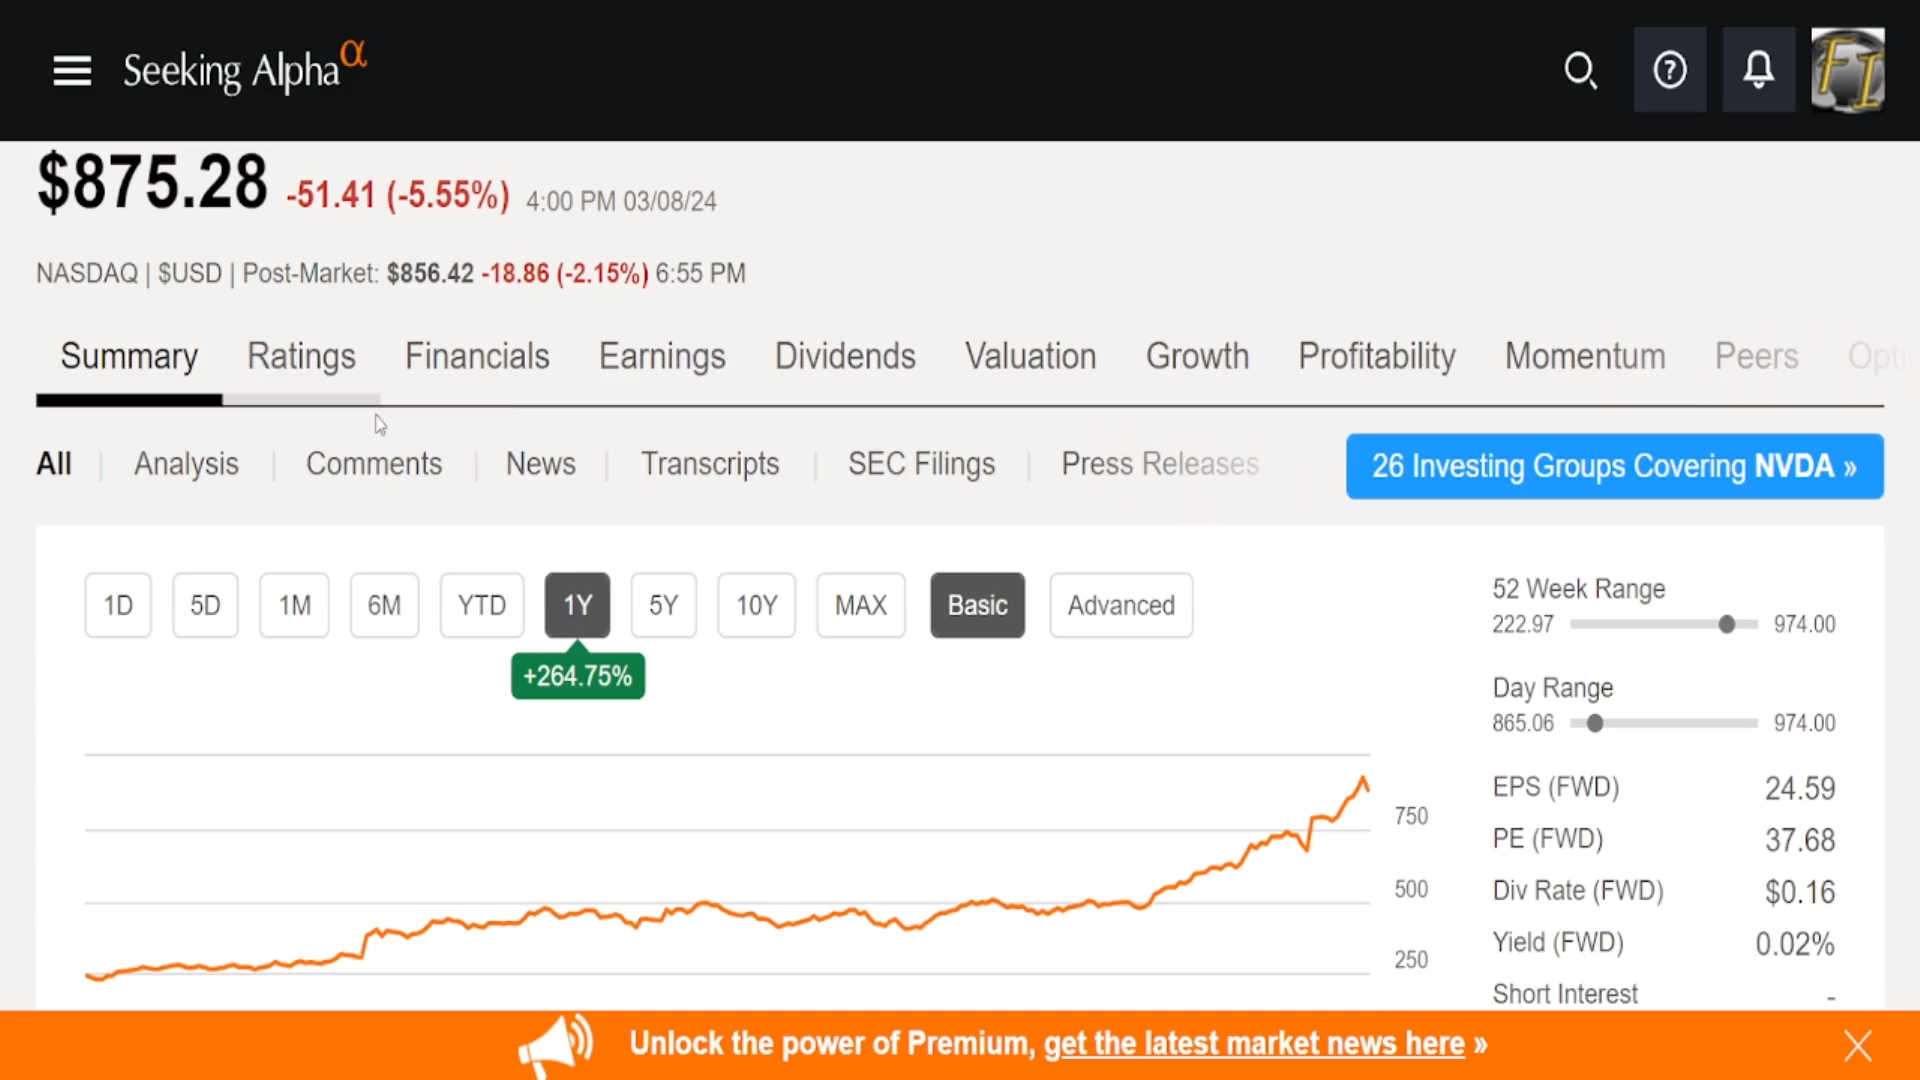 Seeking Alpha α
FI
$875.28 -51.41 (-5.55%) 4:00 PM 03/08/24
NASDAQ | $USD | Post-Market: $856.42 -18.86 (-2.15%) 6:55 PM
Summary Ratings Financials Earnings Dividends Valuation Growth Profitability Momentum Peers
All | Analysis | Comments | News | Transcripts | SEC Filings | Press Releases
26 Investing Groups Covering NVDA »
1D 5D 1M 6M YTD 1Y 5Y 10Y MAX Basic Advanced
+264.75%
750
500
250
52 Week Range
222.97 974.00
Day Range
865.06 974.00
EPS (FWD) 24.59
PE (FWD) 37.68
Div Rate (FWD) $0.16
Yield (FWD) 0.02%
Short Interest -
Unlock the power of Premium, get the latest market news here »